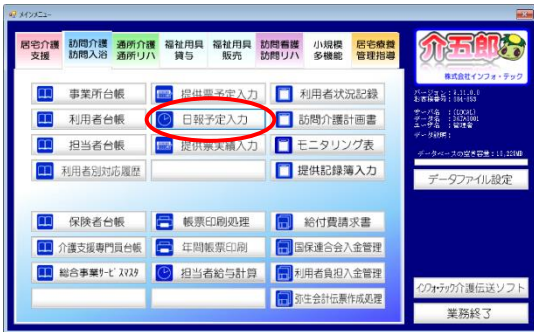 メインメニュー
居宅介護
支援
訪問介護
訪問入浴
通所介護
通所リハ
福祉用具
貸与
福祉用具
販売
訪問看護
訪問リハ
小規模
多機能
居宅療養
管理指導
介五郎
株式会社インフォ・テック
事業所台帳
提供票予定入力
利用者状況記録
利用者台帳
日報予定入力
訪問介護計画書
担当者台帳
提供票実績入力
モニタリング表
利用者別対応履歴
提供記録簿入力
データファイル設定
保険者台帳
帳票印刷処理
給付費請求書
介護支援専門員台帳
年間帳票印刷
国保連合会入金管理
総合事業サービスマスタ
担当者給与計算
利用者負担入金管理
弥生会計伝票作成処理
インフォ・テック介護伝送ソフト
業務終了